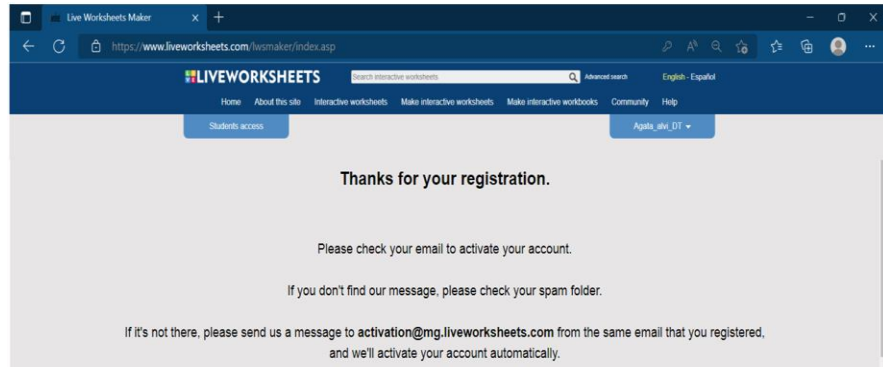 Live Worksheets Maker
https://www.liveworksheets.com/lwsmaker/index.asp
LIVEWORKSHEETS Search interactive worksheets Advanced search English - Español
Home About this site Interactive worksheets Make interactive worksheets Make interactive workbooks Community Help
Students access Agata_alvi_DT
Thanks for your registration.
Please check your email to activate your account.
If you don't find our message, please check your spam folder.
If it's not there, please send us a message to activation@mg.liveworksheets.com from the same email that you registered,
and we'll activate your account automatically.